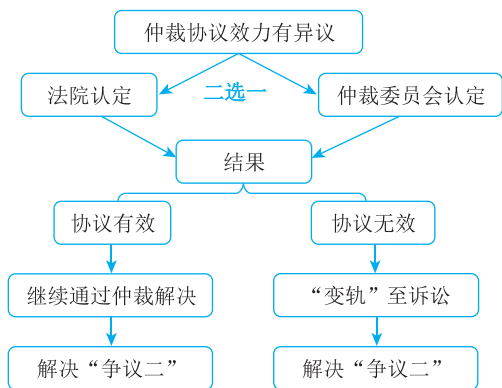 仲裁协议效力有异议
法院认定
二选一
仲裁委员会认定
结果
协议有效
协议无效
继续通过仲裁解决
“变轨”至诉讼
解决“争议二”
解决“争议二”